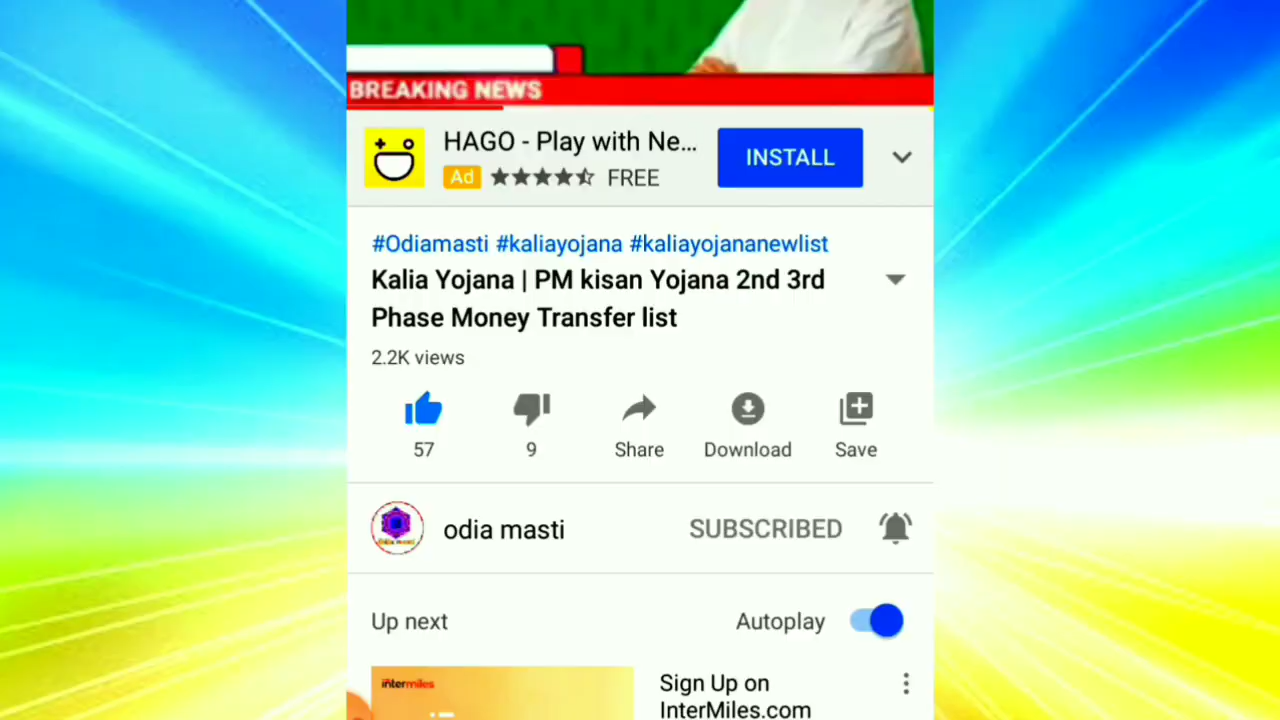 BREAKING NEWS
HAGO - Play with Ne...
Ad FREE
INSTALL
#Odiamasti #kaliayojana #kaliayojananewlist
Kalia Yojana | PM kisan Yojana 2nd 3rd
Phase Money Transfer list
2.2K views
57 9 Share Download Save
odia masti SUBSCRIBED
Up next Autoplay
intermiles
Sign Up on
InterMiles.com